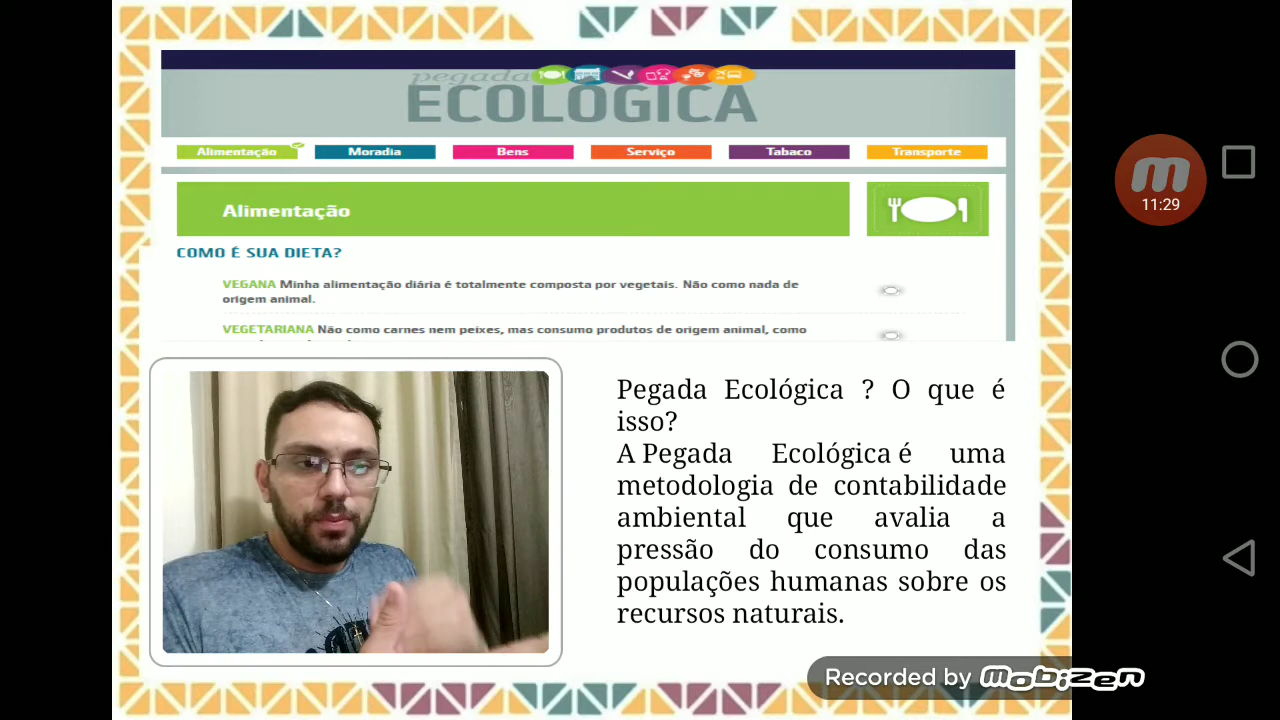 pegada
ECOLÓGICA
Alimentação Moradia Bens Serviço Tabaco Transporte
Alimentação
COMO É SUA DIETA?
VEGANA Minha alimentação diária é totalmente composta por vegetais. Não como nada de
origem animal.
VEGETARIANA Não como carnes nem peixes, mas consumo produtos de origem animal, como
Pegada Ecológica ? O que é
isso?
A Pegada Ecológica é uma
metodologia de contabilidade
ambiental que avalia a
pressão do consumo das
populações humanas sobre os
recursos naturais.
11:29
Recorded by mobizen